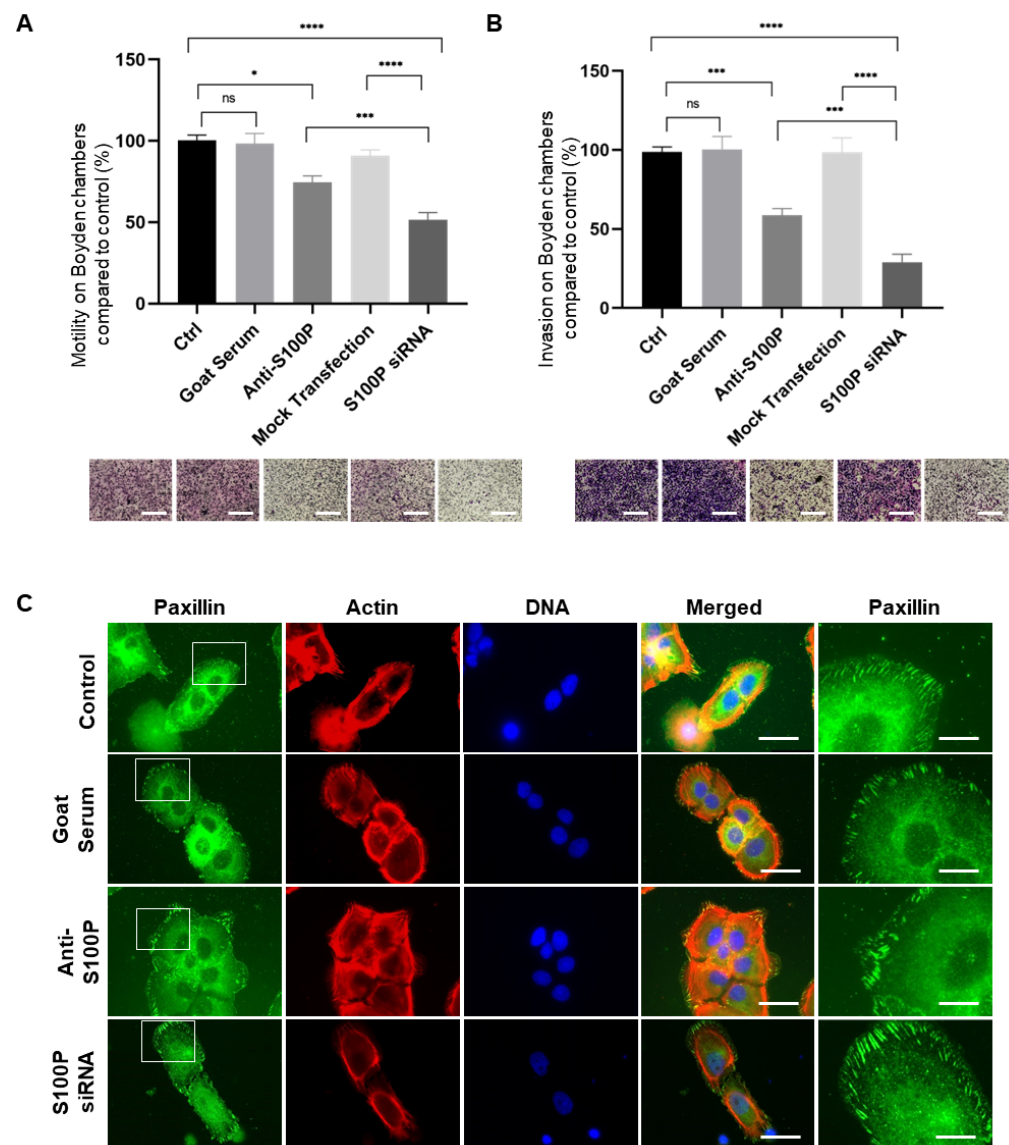 A
****
*
****
ns
***
150
100
50
0
Motility on Boyden chambers
compared to control (%)
Ctrl
Goat Serum
Anti-S100P
Mock Transfection
S100P siRNA
B
****
***
****
ns
***
150
100
50
0
Invasion on Boyden chambers
compared to control (%)
Ctrl
Goat Serum
Anti-S100P
Mock Transfection
S100P siRNA
C
Paxillin
Actin
DNA
Merged
Paxillin
Control
Goat
Serum
Anti-
S100P
S100P
siRNA